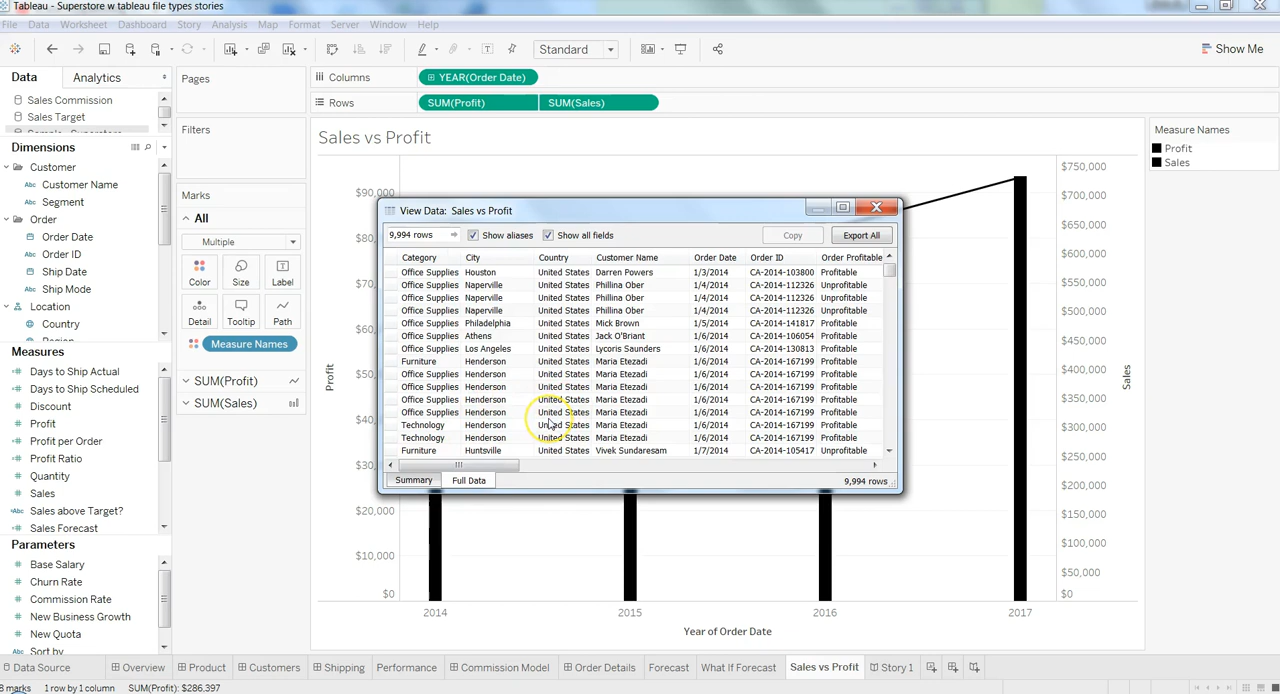 Tableau - Superstore w tableau file types stories
File Data Worksheet Dashboard Story Analysis Map Format Server Window Help
Standard Show Me
Data Analytics
Sales Commission
Sales Target
Dimensions
Customer
Customer Name
Segment
Order
Order Date
Order ID
Ship Date
Ship Mode
Location
Country
Measures
Days to Ship Actual
Days to Ship Scheduled
Discount
Profit
Profit per Order
Profit Ratio
Quantity
Sales
Sales above Target?
Sales Forecast
Parameters
Base Salary
Churn Rate
Commission Rate
New Business Growth
New Quota
Sort by
Pages
Filters
Marks
All
Multiple
Color Size Label
Detail Tooltip Path
Measure Names
SUM(Profit)
SUM(Sales)
Columns YEAR(Order Date)
Rows SUM(Profit) SUM(Sales)
Sales vs Profit
$90,000
$20,000
$10,000
$0
Profit
$750,000
$700,000
$650,000
$600,000
$550,000
$500,000
$450,000
$400,000
$350,000
$300,000
$250,000
$200,000
$150,000
$100,000
$50,000
$0
Sales
2014 2015 2016 2017
Year of Order Date
Measure Names
Profit
Sales
View Data: Sales vs Profit
9,994 rows Show aliases Show all fields Copy Export All
Category City Country Customer Name Order Date Order ID Order Profitable
Office Supplies Houston United States Darren Powers 1/3/2014 CA-2014-103800 Profitable
Office Supplies Naperville United States Phillina Ober 1/4/2014 CA-2014-112326 Unprofitable
Office Supplies Naperville United States Phillina Ober 1/4/2014 CA-2014-112326 Profitable
Office Supplies Naperville United States Phillina Ober 1/4/2014 CA-2014-112326 Unprofitable
Office Supplies Philadelphia United States Mick Brown 1/5/2014 CA-2014-141817 Profitable
Office Supplies Athens United States Jack O'Briant 1/6/2014 CA-2014-106054 Profitable
Office Supplies Los Angeles United States Lycoris Saunders 1/6/2014 CA-2014-130813 Profitable
Furniture Henderson United States Maria Etezadi 1/6/2014 CA-2014-167199 Profitable
Office Supplies Henderson United States Maria Etezadi 1/6/2014 CA-2014-167199 Profitable
Office Supplies Henderson United States Maria Etezadi 1/6/2014 CA-2014-167199 Profitable
Office Supplies Henderson United States Maria Etezadi 1/6/2014 CA-2014-167199 Profitable
Office Supplies Henderson United States Maria Etezadi 1/6/2014 CA-2014-167199 Profitable
Technology Henderson United States Maria Etezadi 1/6/2014 CA-2014-167199 Profitable
Technology Henderson United States Maria Etezadi 1/6/2014 CA-2014-167199 Profitable
Furniture Huntsville United States Vivek Sundaresam 1/7/2014 CA-2014-105417 Unprofitable
Summary Full Data 9,994 rows
Data Source Overview Product Customers Shipping Performance Commission Model Order Details Forecast What If Forecast Sales vs Profit Story 1
8 marks 1 row by 1 column SUM(Profit): $286,397